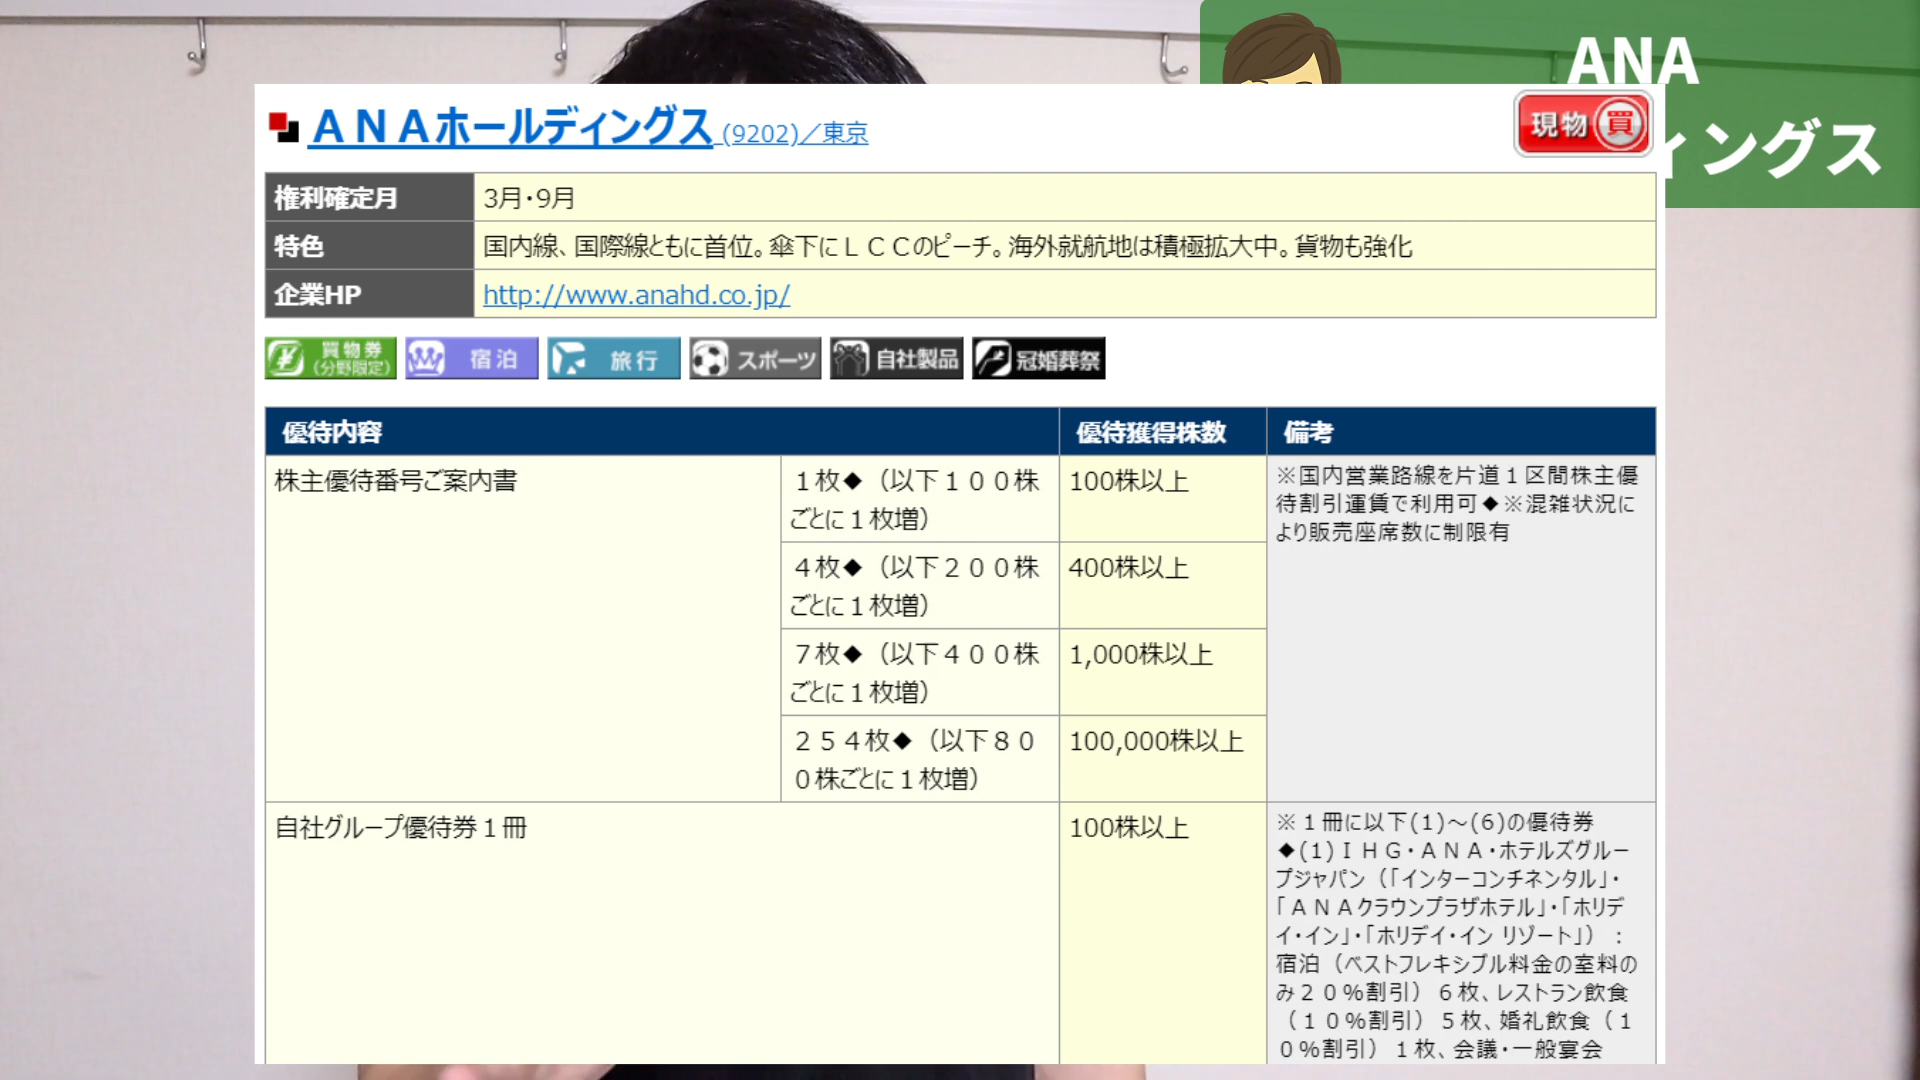 ANA
ィングス
ＡＮＡホールディングス (9202)／東京
現物 買
権利確定月 3月・9月
特色 国内線、国際線ともに首位。傘下にＬＣＣのピーチ。海外就航地は積極拡大中。貨物も強化
企業HP http://www.anahd.co.jp/
買物券 (分野限定) 宿泊 旅行 スポーツ 自社製品 冠婚葬祭
優待内容 優待獲得株数 備考
株主優待番号ご案内書
１枚◆（以下１００株
ごとに１枚増）
100株以上
４枚◆（以下２００株
ごとに１枚増）
400株以上
７枚◆（以下４００株
ごとに１枚増）
1,000株以上
２５４枚◆（以下８０
０株ごとに１枚増）
100,000株以上
※国内営業路線を片道１区間株主優
待割引運賃で利用可◆※混雑状況に
より販売座席数に制限有
自社グループ優待券１冊
100株以上
※１冊に以下(1)～(6)の優待券
◆(1)ＩＨＧ・ＡＮＡ・ホテルズグルー
プジャパン（「インターコンチネンタル」・
「ＡＮＡクラウンプラザホテル」・「ホリデ
イ・イン」・「ホリデイ・イン リゾート」）：
宿泊（ベストフレキシブル料金の室料の
み２０％割引）６枚、レストラン飲食
（１０％割引）５枚、婚礼飲食（１
０％割引）１枚、会議・一般宴会